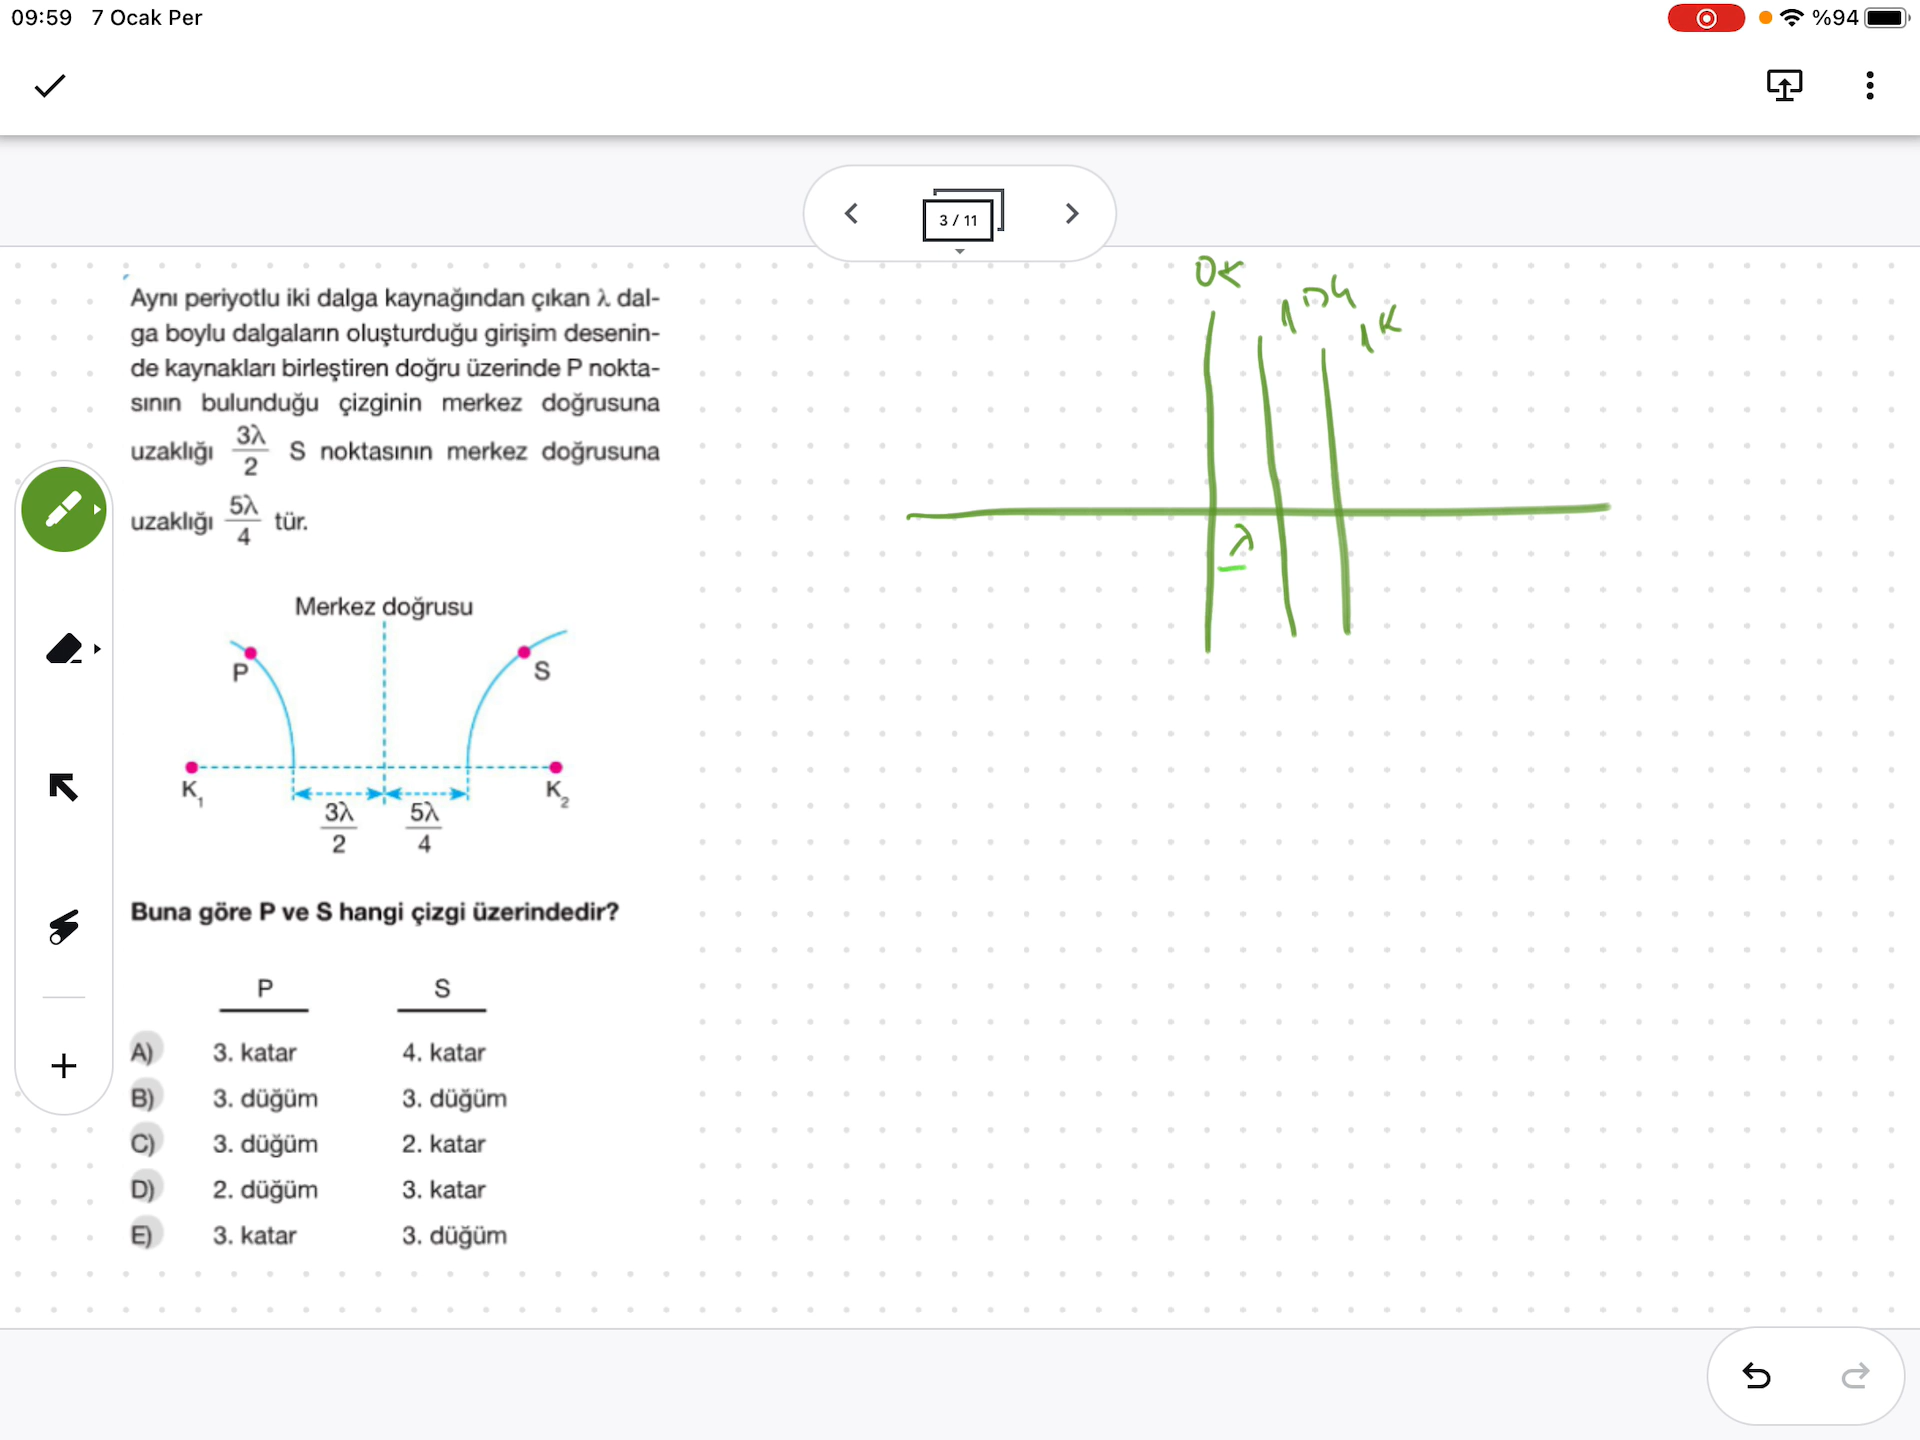 09:59 7 Ocak Per
%94
3 / 11
Aynı periyotlu iki dalga kaynağından çıkan λ dal-
ga boylu dalgaların oluşturduğu girişim desenin-
de kaynakları birleştiren doğru üzerinde P nokta-
sının bulunduğu çizginin merkez doğrusuna
uzaklığı 3λ/2 S noktasının merkez doğrusuna
uzaklığı 5λ/4 tür.
Merkez doğrusu
P S
K1 K2
3λ/2 5λ/4
Buna göre P ve S hangi çizgi üzerindedir?
P S
A) 3. katar 4. katar
B) 3. düğüm 3. düğüm
C) 3. düğüm 2. katar
D) 2. düğüm 3. katar
E) 3. katar 3. düğüm
0K
1K
λ